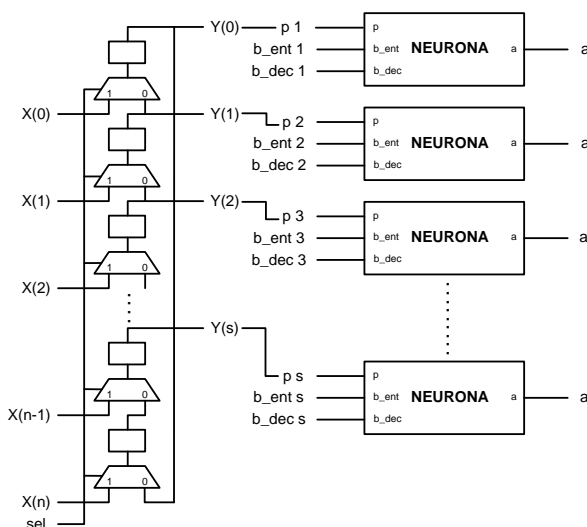 Y(0) p 1 p
b_ent 1 b_ent NEURONA a a
b_dec 1 b_dec
1 0
X(0)
Y(1) p 2 p
b_ent 2 b_ent NEURONA a a
b_dec 2 b_dec
1 0
X(1)
Y(2) p 3 p
b_ent 3 b_ent NEURONA a a
b_dec 3 b_dec
1 0
X(2)
Y(s)
p s p
b_ent s b_ent NEURONA a a
b_dec s b_dec
1 0
X(n-1)
1 0
X(n)
sel